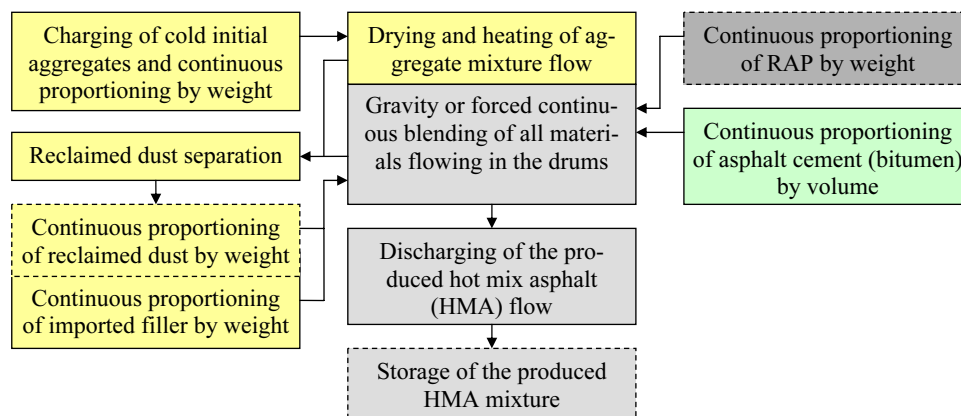 Charging of cold initial
aggregates and continuous
proportioning by weight
Drying and heating of ag-
gregate mixture flow
Continuous proportioning
of RAP by weight
Gravity or forced continu-
ous blending of all materi-
als flowing in the drums
Continuous proportioning
of asphalt cement (bitumen)
by volume
Reclaimed dust separation
Continuous proportioning
of reclaimed dust by weight
Continuous proportioning
of imported filler by weight
Discharging of the pro-
duced hot mix asphalt
(HMA) flow
Storage of the produced
HMA mixture